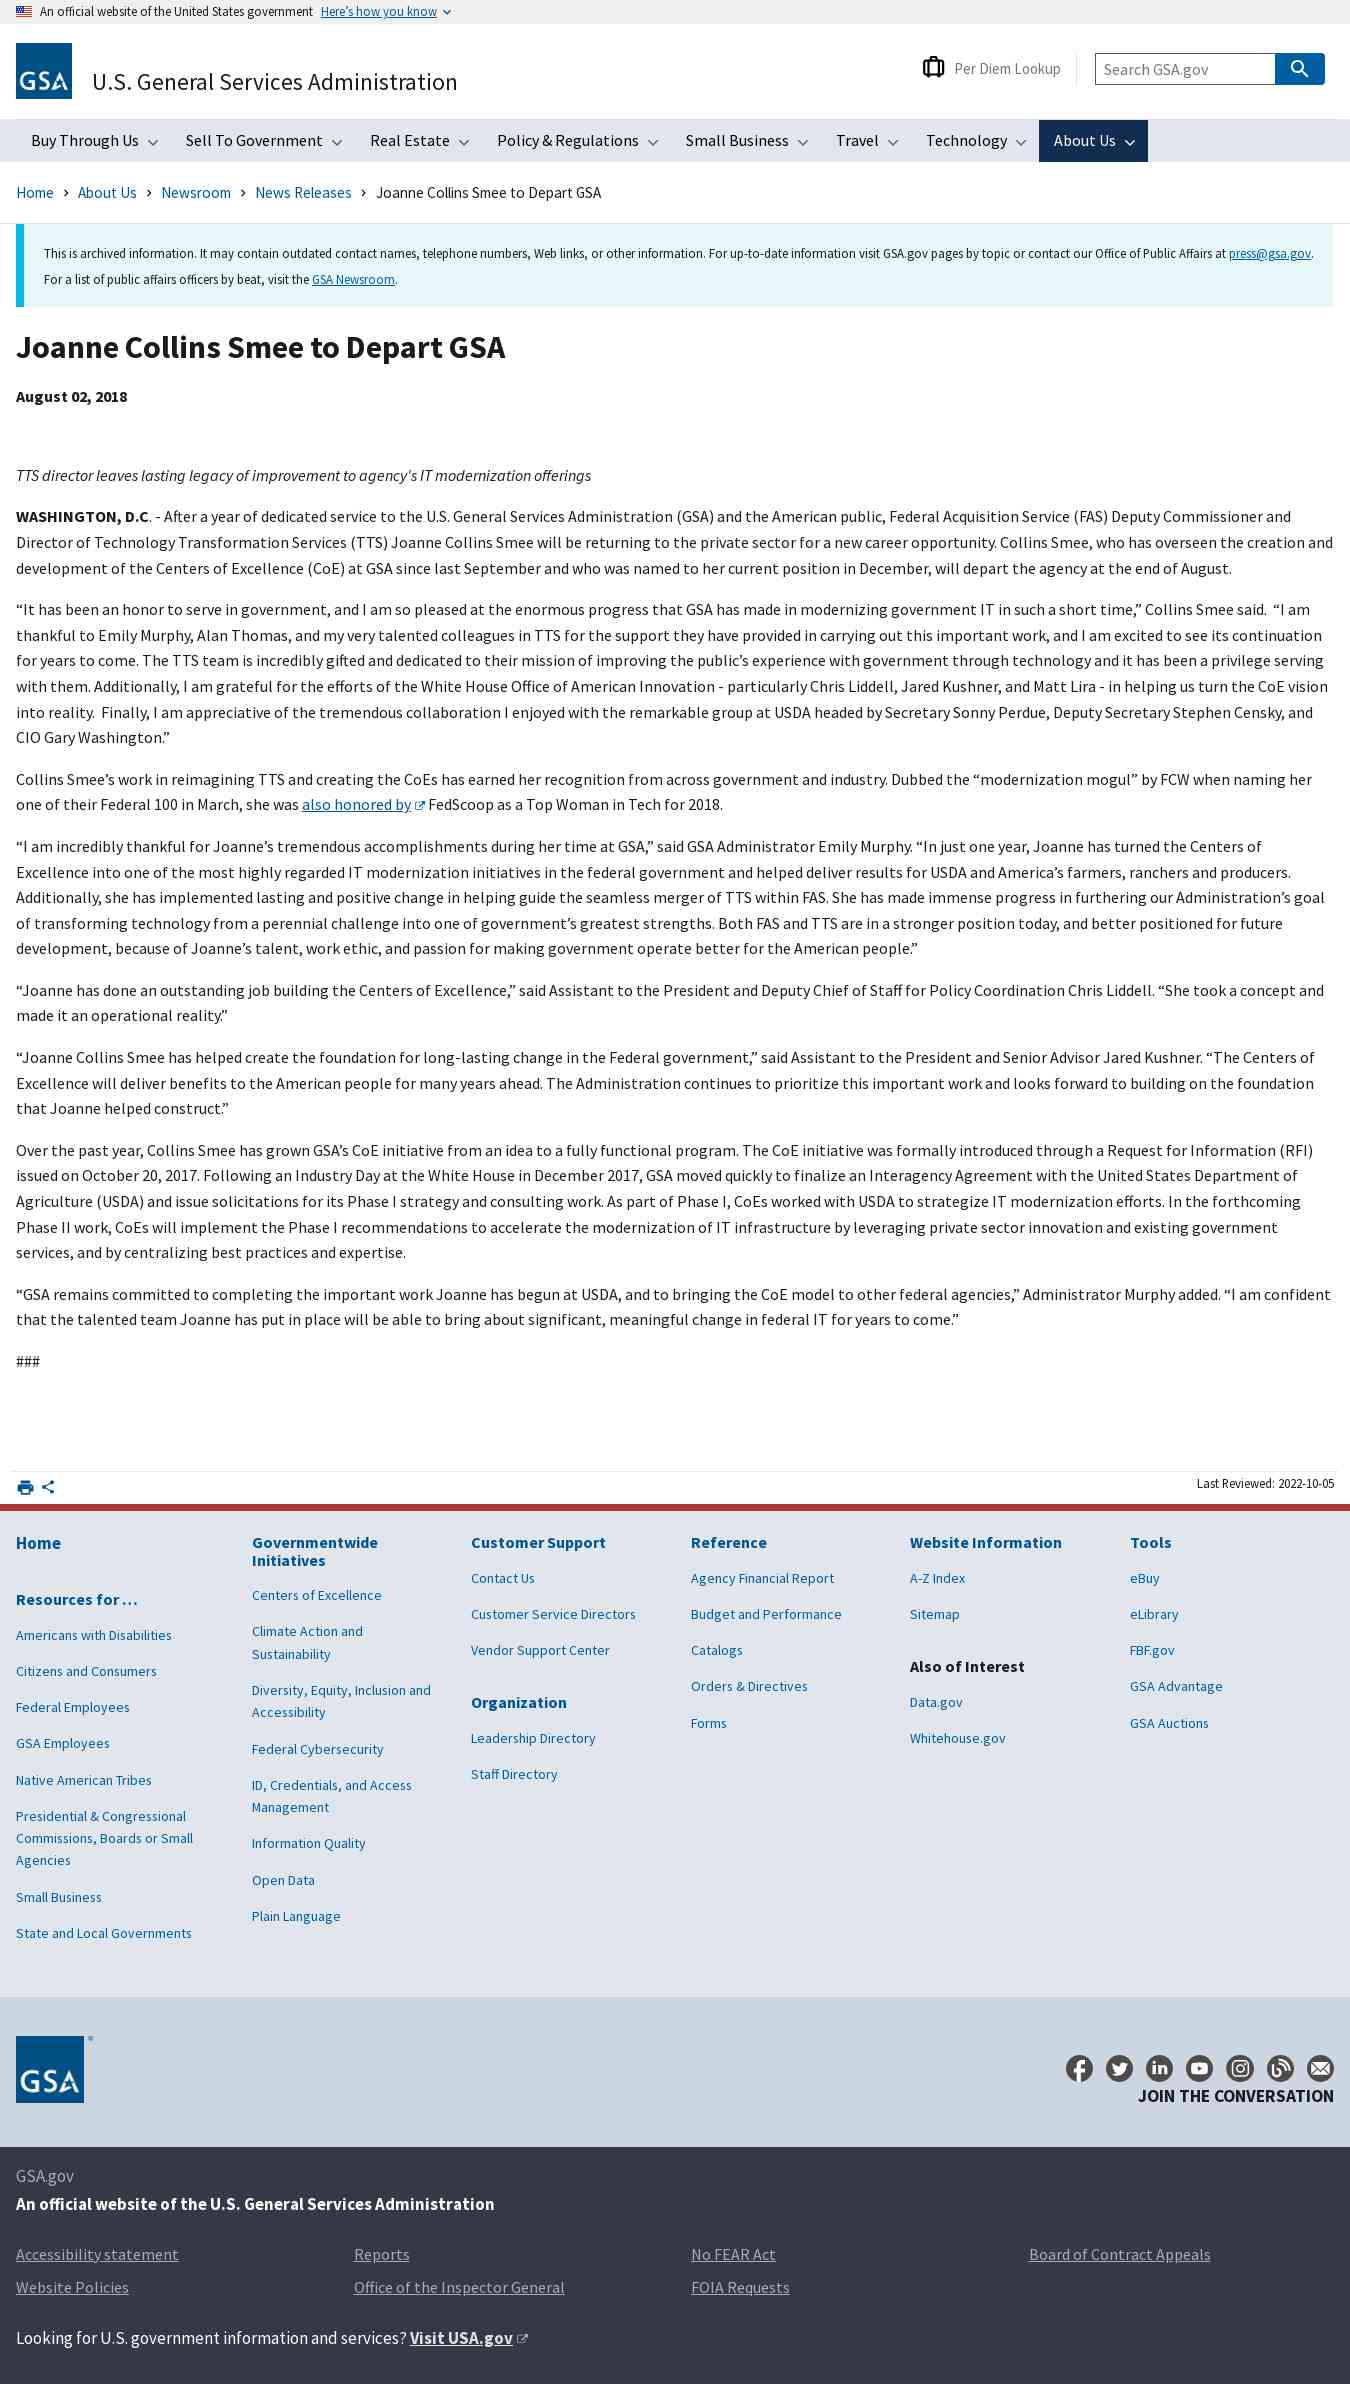 An official website of the United States government Here’s how you know
GSA
U.S. General Services Administration
Per Diem Lookup
Search GSA.gov
Buy Through Us Sell To Government Real Estate Policy & Regulations Small Business Travel Technology About Us
Home About Us Newsroom News Releases Joanne Collins Smee to Depart GSA
This is archived information. It may contain outdated contact names, telephone numbers, Web links, or other information. For up-to-date information visit GSA.gov pages by topic or contact our Office of Public Affairs at press@gsa.gov.
For a list of public affairs officers by beat, visit the GSA Newsroom.
Joanne Collins Smee to Depart GSA
August 02, 2018
TTS director leaves lasting legacy of improvement to agency's IT modernization offerings
WASHINGTON, D.C. - After a year of dedicated service to the U.S. General Services Administration (GSA) and the American public, Federal Acquisition Service (FAS) Deputy Commissioner and
Director of Technology Transformation Services (TTS) Joanne Collins Smee will be returning to the private sector for a new career opportunity. Collins Smee, who has overseen the creation and
development of the Centers of Excellence (CoE) at GSA since last September and who was named to her current position in December, will depart the agency at the end of August.
“It has been an honor to serve in government, and I am so pleased at the enormous progress that GSA has made in modernizing government IT in such a short time,” Collins Smee said.  “I am
thankful to Emily Murphy, Alan Thomas, and my very talented colleagues in TTS for the support they have provided in carrying out this important work, and I am excited to see its continuation
for years to come. The TTS team is incredibly gifted and dedicated to their mission of improving the public’s experience with government through technology and it has been a privilege serving
with them. Additionally, I am grateful for the efforts of the White House Office of American Innovation - particularly Chris Liddell, Jared Kushner, and Matt Lira - in helping us turn the CoE vision
into reality.  Finally, I am appreciative of the tremendous collaboration I enjoyed with the remarkable group at USDA headed by Secretary Sonny Perdue, Deputy Secretary Stephen Censky, and
CIO Gary Washington.”
Collins Smee’s work in reimagining TTS and creating the CoEs has earned her recognition from across government and industry. Dubbed the “modernization mogul” by FCW when naming her
one of their Federal 100 in March, she was also honored by FedScoop as a Top Woman in Tech for 2018.
“I am incredibly thankful for Joanne’s tremendous accomplishments during her time at GSA,” said GSA Administrator Emily Murphy. “In just one year, Joanne has turned the Centers of
Excellence into one of the most highly regarded IT modernization initiatives in the federal government and helped deliver results for USDA and America’s farmers, ranchers and producers.
Additionally, she has implemented lasting and positive change in helping guide the seamless merger of TTS within FAS. She has made immense progress in furthering our Administration’s goal
of transforming technology from a perennial challenge into one of government’s greatest strengths. Both FAS and TTS are in a stronger position today, and better positioned for future
development, because of Joanne’s talent, work ethic, and passion for making government operate better for the American people.”
“Joanne has done an outstanding job building the Centers of Excellence,” said Assistant to the President and Deputy Chief of Staff for Policy Coordination Chris Liddell. “She took a concept and
made it an operational reality.”
“Joanne Collins Smee has helped create the foundation for long-lasting change in the Federal government,” said Assistant to the President and Senior Advisor Jared Kushner. “The Centers of
Excellence will deliver benefits to the American people for many years ahead. The Administration continues to prioritize this important work and looks forward to building on the foundation
that Joanne helped construct.”
Over the past year, Collins Smee has grown GSA’s CoE initiative from an idea to a fully functional program. The CoE initiative was formally introduced through a Request for Information (RFI)
issued on October 20, 2017. Following an Industry Day at the White House in December 2017, GSA moved quickly to finalize an Interagency Agreement with the United States Department of
Agriculture (USDA) and issue solicitations for its Phase I strategy and consulting work. As part of Phase I, CoEs worked with USDA to strategize IT modernization efforts. In the forthcoming
Phase II work, CoEs will implement the Phase I recommendations to accelerate the modernization of IT infrastructure by leveraging private sector innovation and existing government
services, and by centralizing best practices and expertise.
“GSA remains committed to completing the important work Joanne has begun at USDA, and to bringing the CoE model to other federal agencies,” Administrator Murphy added. “I am confident
that the talented team Joanne has put in place will be able to bring about significant, meaningful change in federal IT for years to come.”
###
Last Reviewed: 2022-10-05
Home
Resources for …
Americans with Disabilities
Citizens and Consumers
Federal Employees
GSA Employees
Native American Tribes
Presidential & Congressional
Commissions, Boards or Small
Agencies
Small Business
State and Local Governments
Governmentwide
Initiatives
Centers of Excellence
Climate Action and
Sustainability
Diversity, Equity, Inclusion and
Accessibility
Federal Cybersecurity
ID, Credentials, and Access
Management
Information Quality
Open Data
Plain Language
Customer Support
Contact Us
Customer Service Directors
Vendor Support Center
Organization
Leadership Directory
Staff Directory
Reference
Agency Financial Report
Budget and Performance
Catalogs
Orders & Directives
Forms
Website Information
A-Z Index
Sitemap
Also of Interest
Data.gov
Whitehouse.gov
Tools
eBuy
eLibrary
FBF.gov
GSA Advantage
GSA Auctions
GSA®
JOIN THE CONVERSATION
GSA.gov
An official website of the U.S. General Services Administration
Accessibility statement Reports No FEAR Act Board of Contract Appeals
Website Policies Office of the Inspector General FOIA Requests
Looking for U.S. government information and services? Visit USA.gov